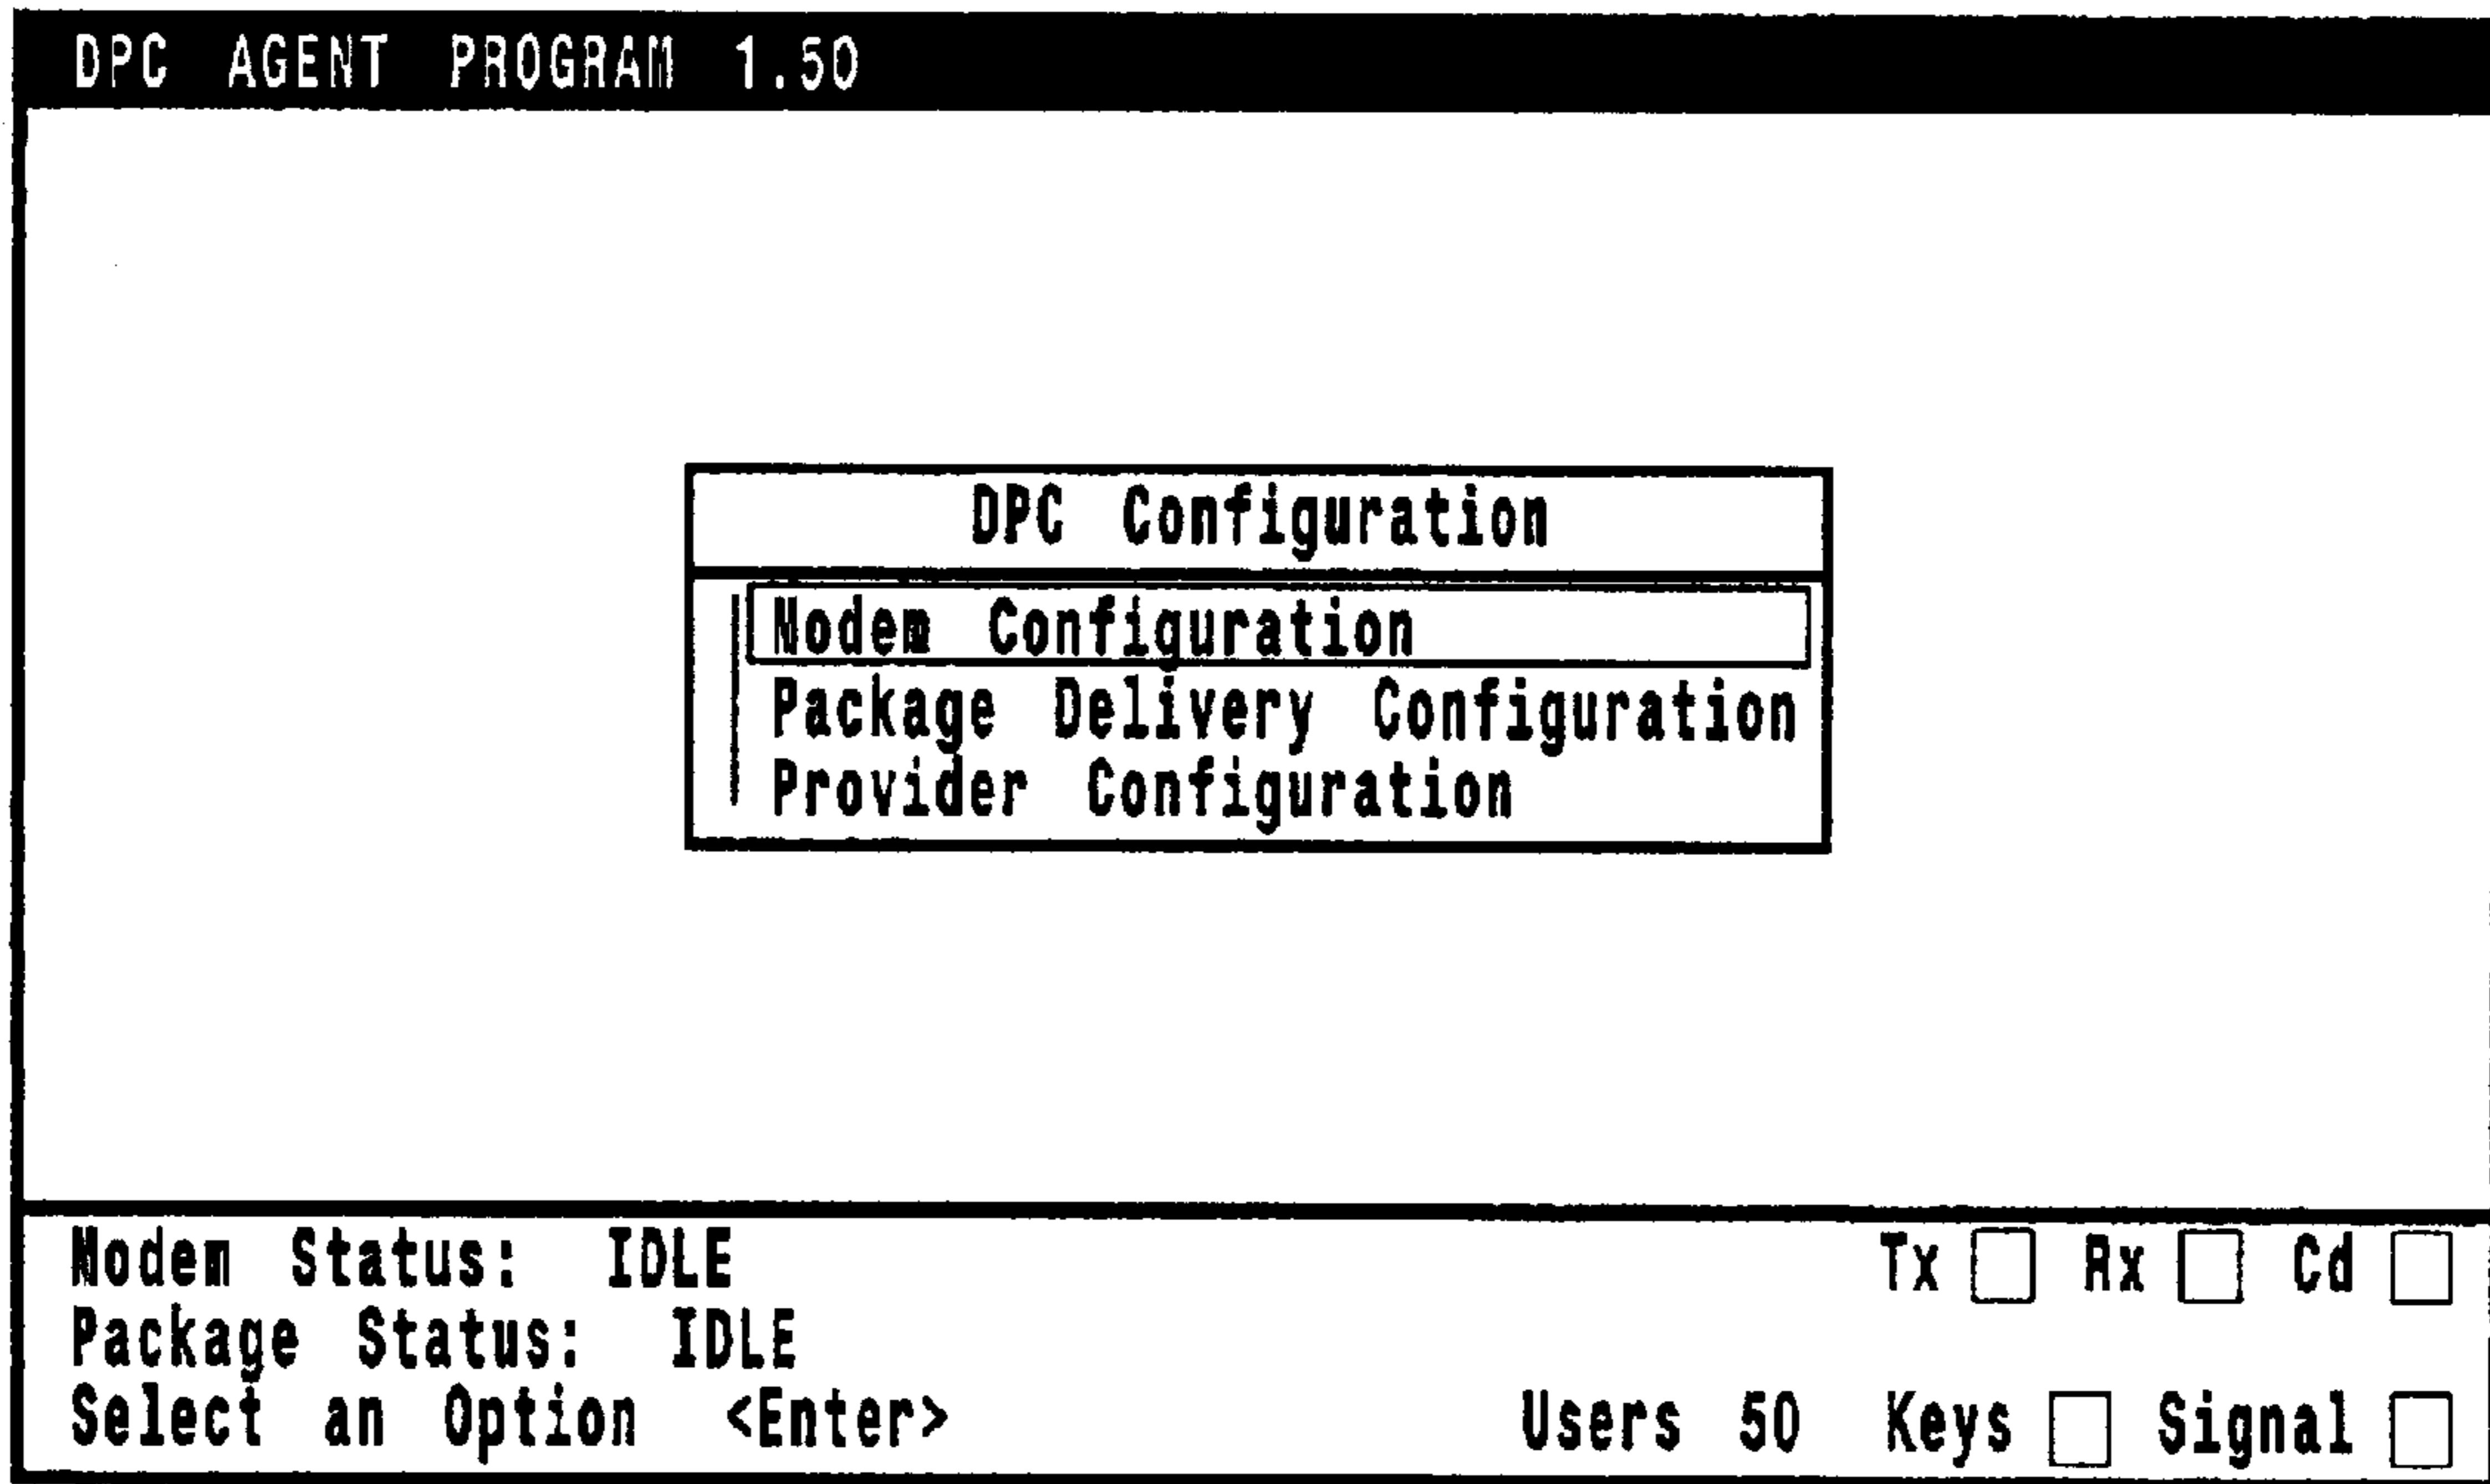 DPC AGENT PROGRAM 1.50
DPC Configuration
Modem Configuration
Package Delivery Configuration
Provider Configuration
Modem Status: IDLE Tx Rx Cd
Package Status: IDLE
Select an Option <Enter> Users 50 Keys Signal